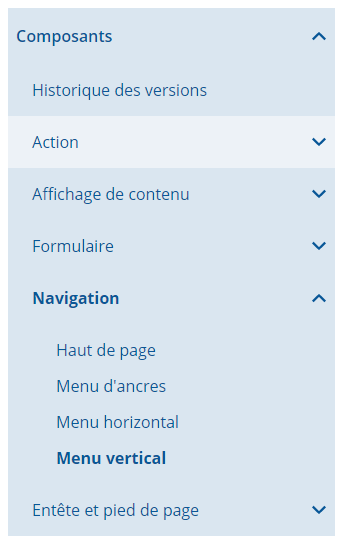 Composants
Historique des versions
Action
Affichage de contenu
Formulaire
Navigation
Haut de page
Menu d'ancres
Menu horizontal
Menu vertical
Entête et pied de page